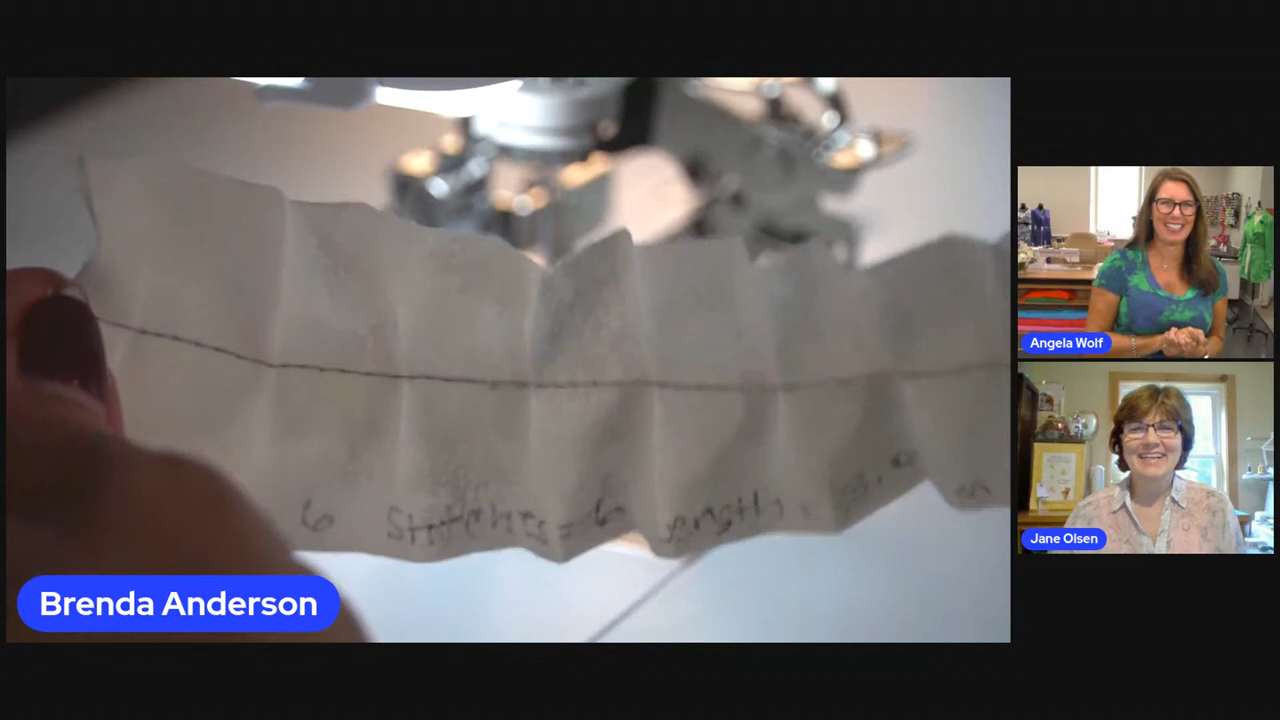 6 Stitches = 6 length
Brenda Anderson
Angela Wolf
Jane Olsen